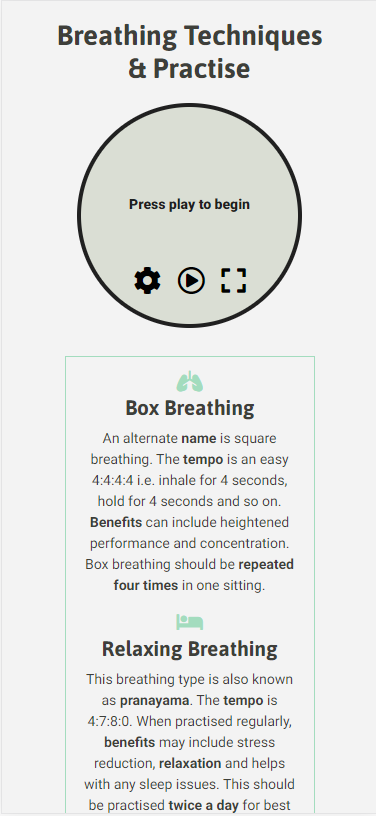 Breathing Techniques
& Practise
Press play to begin
Box Breathing
An alternate name is square
breathing. The tempo is an easy
4:4:4:4 i.e. inhale for 4 seconds,
hold for 4 seconds and so on.
Benefits can include heightened
performance and concentration.
Box breathing should be repeated
four times in one sitting.
Relaxing Breathing
This breathing type is also known
as pranayama. The tempo is
4:7:8:0. When practised regularly,
benefits may include stress
reduction, relaxation and helps
with any sleep issues. This should
be practised twice a day for best